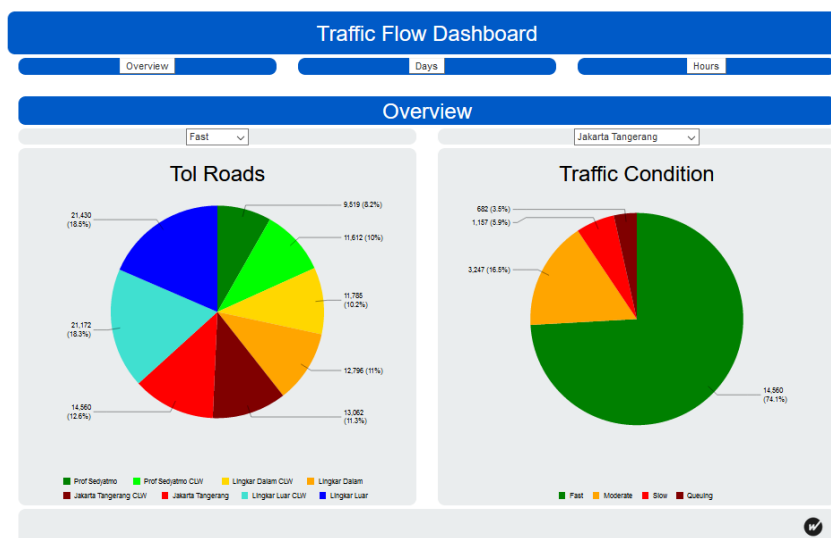 Traffic Flow Dashboard
Overview
Days
Hours
Overview
Fast
Jakarta Tangerang
Tol Roads
Traffic Condition
9,819 (8.2%)
11,612 (10%)
11,788
(10.2%)
12,796 (11%)
13,062
(11.3%)
14,560
(12.6%)
21,172
(18.3%)
21,430
(18.5%)
682 (3.5%)
1,157 (5.9%)
3,247 (16.5%)
14,560
(74.1%)
Prof Sedyatmo
Prof Sedyatmo CLW
Lingkar Dalam CLW
Lingkar Dalam
Jakarta Tangerang CLW
Jakarta Tangerang
Lingkar Luar CLW
Lingkar Luar
Fast
Moderate
Slow
Queuing